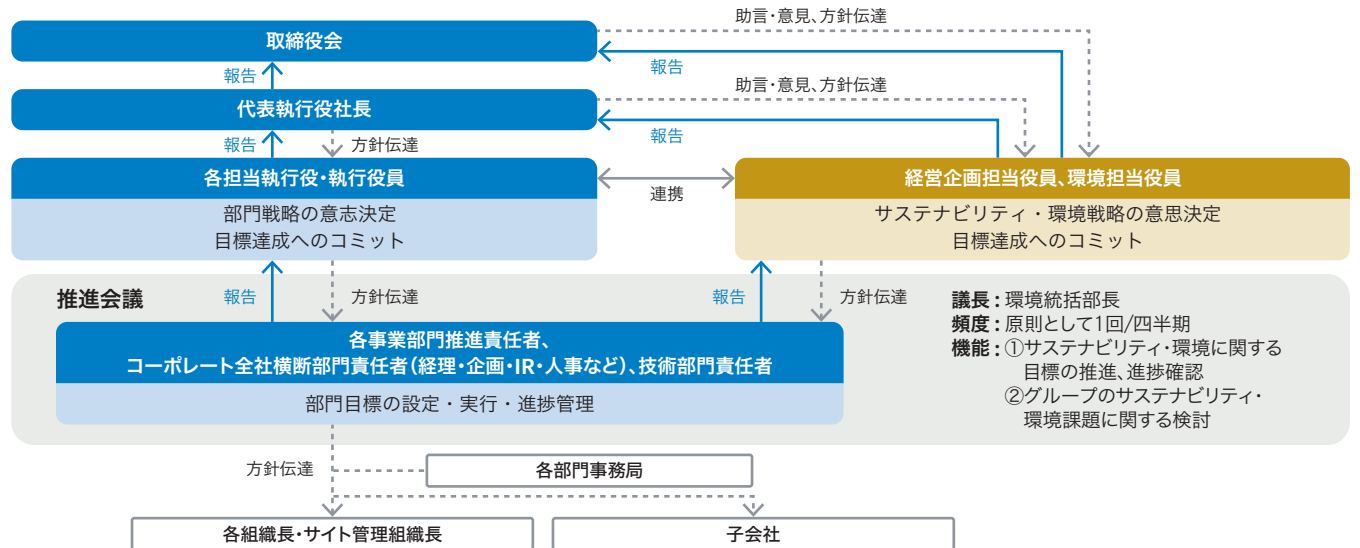 助言・意見、方針伝達
取締役会
報告
報告
助言・意見、方針伝達
代表執行役社長
報告
報告
方針伝達
各担当執行役・執行役員
部門戦略の意志決定
目標達成へのコミット
連携
経営企画担当役員、環境担当役員
サステナビリティ・環境戦略の意思決定
目標達成へのコミット
推進会議
報告
方針伝達
報告
方針伝達
各事業部門推進責任者、
コーポレート全社横断部門責任者（経理・企画・IR・人事など）、技術部門責任者
部門目標の設定・実行・進捗管理
議長：環境統括部長
頻度：原則として1回/四半期
機能：①サステナビリティ・環境に関する
目標の推進、進捗確認
②グループのサステナビリティ・
環境課題に関する検討
方針伝達
各部門事務局
各組織長・サイト管理組織長
子会社